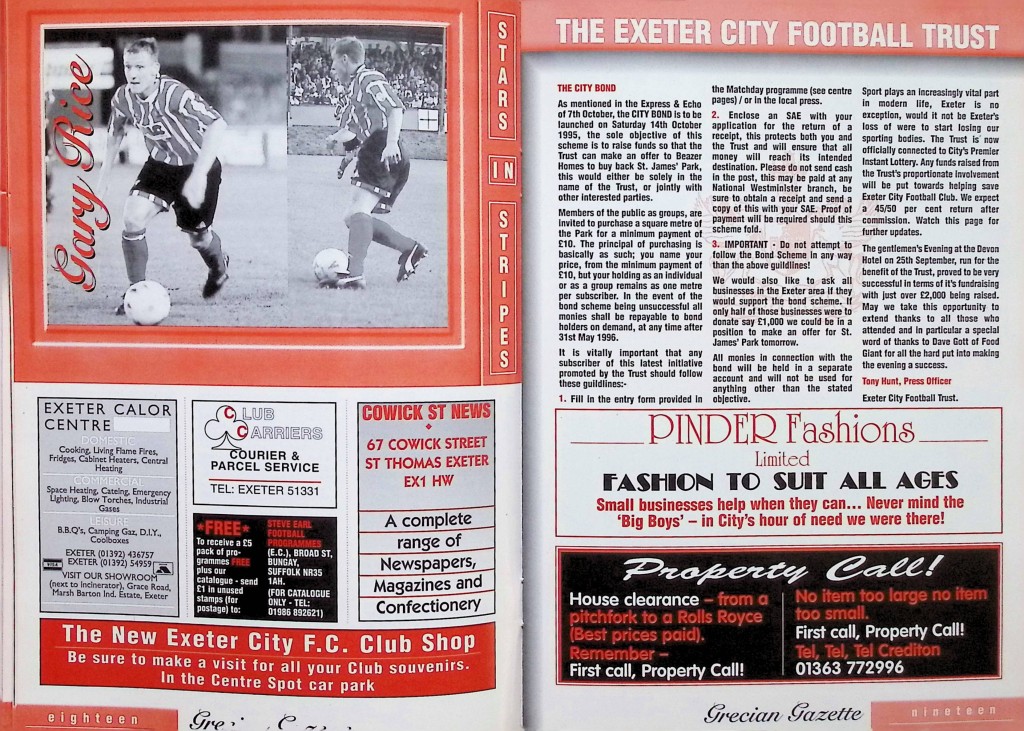 Gary Rice
STARS IN STRIPES
EXETER CALOR
CENTRE
DOMESTIC
Cooking, Living Flame Fires,
Fridges, Cabinet Heaters, Central
Heating
COMMERCIAL
Space Heating, Cateing, Emergency
Lighting, Blow Torches, Industrial
Gases
LEISURE
B.B.Q's, Camping Gaz, D.I.Y.,
Coolboxes
EXETER (01392) 436757
VISA EXETER (01392) 54959
VISIT OUR SHOWROOM
(next to incinerator), Grace Road,
Marsh Barton Ind. Estate, Exeter
CLUB
CARRIERS
COURIER &
PARCEL SERVICE
TEL: EXETER 51331
*FREE*
To receive a £5
pack of pro-
grammes FREE
plus our
catalogue - send
£1 in unused
stamps (for
postage) to:
STEVE EARL
FOOTBALL
PROGRAMMES
(E.C.), BROAD ST,
BUNGAY,
SUFFOLK NR35
1AH.
(FOR CATALOGUE
ONLY - TEL:
01986 892621)
COWICK ST NEWS
67 COWICK STREET
ST THOMAS EXETER
EX1 HW
A complete
range of
Newspapers,
Magazines and
Confectionery
The New Exeter City F.C. Club Shop
Be sure to make a visit for all your Club souvenirs.
In the Centre Spot car park
eighteen
THE EXETER CITY FOOTBALL TRUST
THE CITY BOND
As mentioned in the Express & Echo
of 7th October, the CITY BOND is to be
launched on Saturday 14th October
1995, the sole objective of this
scheme is to raise funds so that the
Trust can make an offer to Beazer
Homes to buy back St. James' Park,
this would either be solely in the
name of the Trust, or jointly with
other interested parties.
Members of the public as groups, are
invited to purchase a square metre of
the Park for a minimum payment of
£10. The principal of purchasing is
basically as such; you name your
price, from the minimum payment of
£10, but your holding as an individual
or as a group remains as one metre
per subscriber. In the event of the
bond scheme being unsuccessful all
monies shall be repayable to bond
holders on demand, at any time after
31st May 1996.
It is vitally important that any
subscriber of this latest initiative
promoted by the Trust should follow
these guildlines:-
1. Fill in the entry form provided in
the Matchday programme (see centre
pages) / or in the local press.
2. Enclose an SAE with your
application for the return of a
receipt, this protects both you and
the Trust and will ensure that all
money will reach its intended
destination. Please do not send cash
in the post, this may be paid at any
National Westminister branch, be
sure to obtain a receipt and send a
copy of this with your SAE. Proof of
payment will be required should this
scheme fold.
3. IMPORTANT - Do not attempt to
follow the Bond Scheme in any way
than the above guildlines!
We would also like to ask all
businesses in the Exeter area if they
would support the bond scheme. If
only half of those businesses were to
donate say £1,000 we could be in a
position to make an offer for St.
James' Park tomorrow.
All monies in connection with the
bond will be held in a separate
account and will not be used for
anything other than the stated
objective.
Sport plays an increasingly vital part
in modern life, Exeter is no
exception, would it not be Exeter's
loss of were to start losing our
sporting bodies. The Trust is now
officially connected to City's Premier
Instant Lottery. Any funds raised from
the Trust's proportionate involvement
will be put towards helping save
Exeter City Football Club. We expect
a 45/50 per cent return after
commission. Watch this page for
further updates.
The gentlemen's Evening at the Devon
Hotel on 25th September, run for the
benefit of the Trust, proved to be very
successful in terms of it's fundraising
with just over £2,000 being raised.
May we take this opportunity to
extend thanks to all those who
attended and in particular a special
word of thanks to Dave Gott of Food
Giant for all the hard put into making
the evening a success.
Tony Hunt, Press Officer
Exeter City Football Trust.
PINDER Fashions
Limited
FASHION TO SUIT ALL AGES
Small businesses help when they can... Never mind the
'Big Boys' – in City's hour of need we were there!
Property Call!
House clearance – from a
pitchfork to a Rolls Royce
(Best prices paid).
Remember –
First call, Property Call!
No item too large no item
too small.
First call, Property Call!
Tel, Tel, Tel Crediton
01363 772996
Grecian Gazette
nineteen